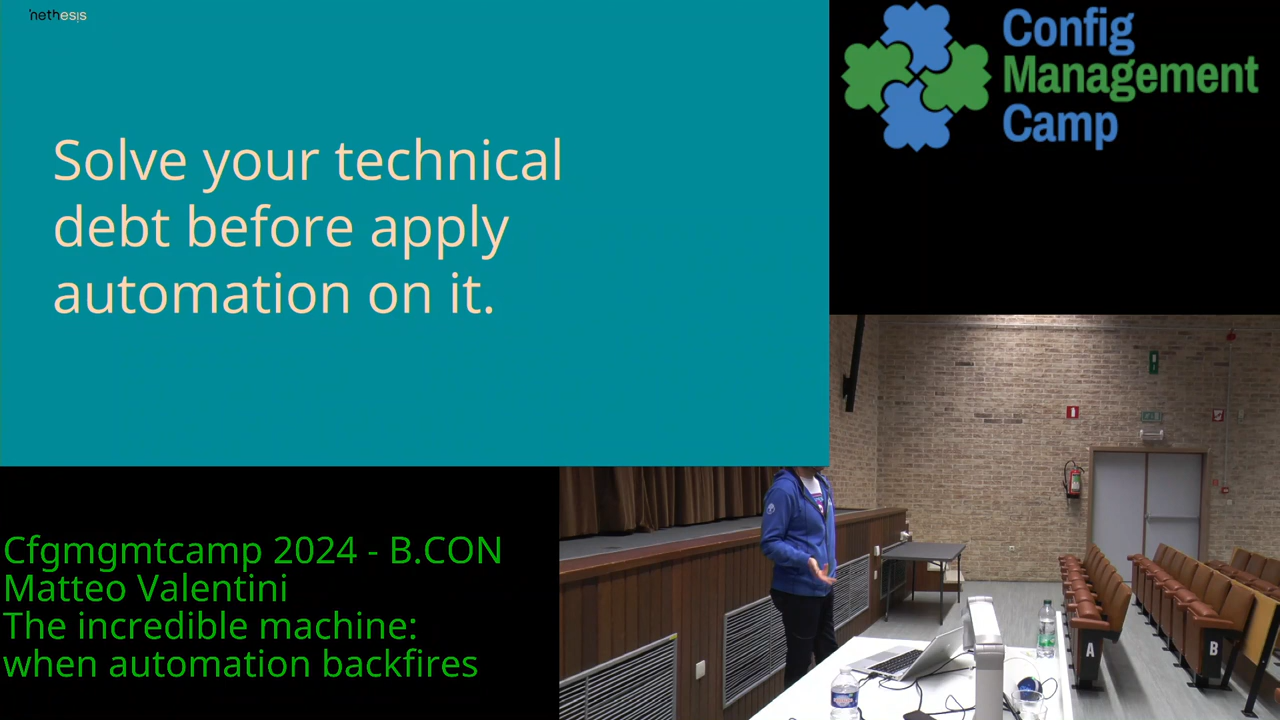 nethesis
Solve your technical
debt before apply
automation on it.
Config
Management
Camp
Cfgmgmtcamp 2024 - B.CON
Matteo Valentini
The incredible machine:
when automation backfires
A
B